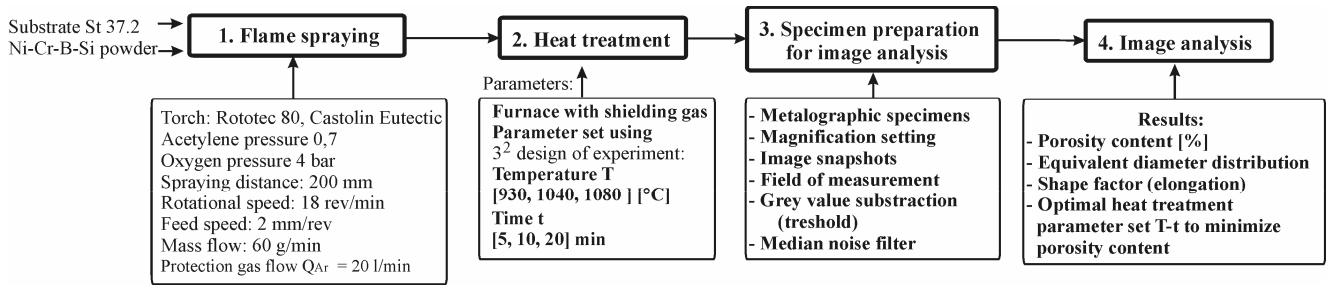 Substrate St 37.2
Ni-Cr-B-Si powder
1. Flame spraying
Torch: Rototec 80, Castolin Eutectic
Acetylene pressure 0,7
Oxygen pressure 4 bar
Spraying distance: 200 mm
Rotational speed: 18 rev/min
Feed speed: 2 mm/rev
Mass flow: 60 g/min
Protection gas flow QAr = 20 l/min
2. Heat treatment
Parameters:
Furnace with shielding gas
Parameter set using
3² design of experiment:
Temperature T
[930, 1040, 1080 ] [°C]
Time t
[5, 10, 20] min
3. Specimen preparation
for image analysis
- Metalographic specimens
- Magnification setting
- Image snapshots
- Field of measurement
- Grey value substraction
(treshold)
- Median noise filter
4. Image analysis
Results:
- Porosity content [%]
- Equivalent diameter distribution
- Shape factor (elongation)
- Optimal heat treatment
parameter set T-t to minimize
porosity content